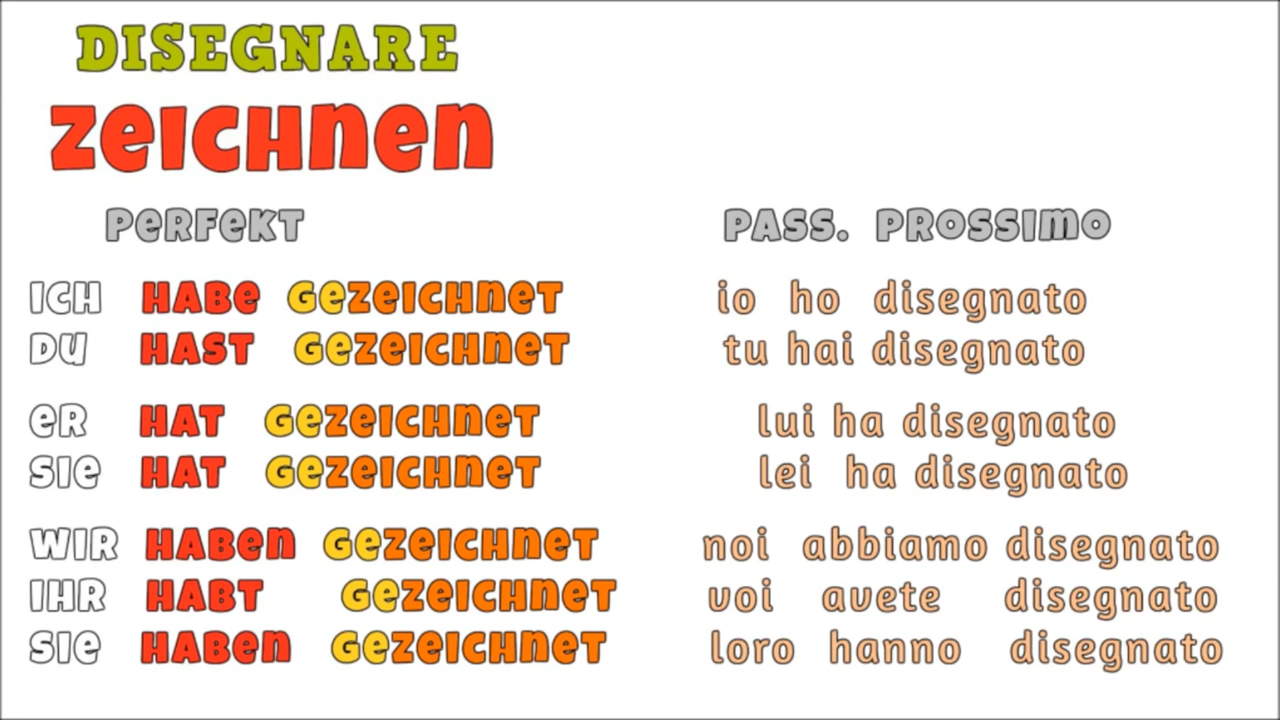 DISEGNARE
zeichnen
PERFEKT PASS. PROSSIMO
ICH HABE GEZEICHNET io ho disegnato
DU HAST GEZEICHNET tu hai disegnato
ER HAT GEZEICHNET lui ha disegnato
SIE HAT GEZEICHNET lei ha disegnato
WIR HABEN GEZEICHNET noi abbiamo disegnato
IHR HABT GEZEICHNET voi avete disegnato
SIE HABEN GEZEICHNET loro hanno disegnato